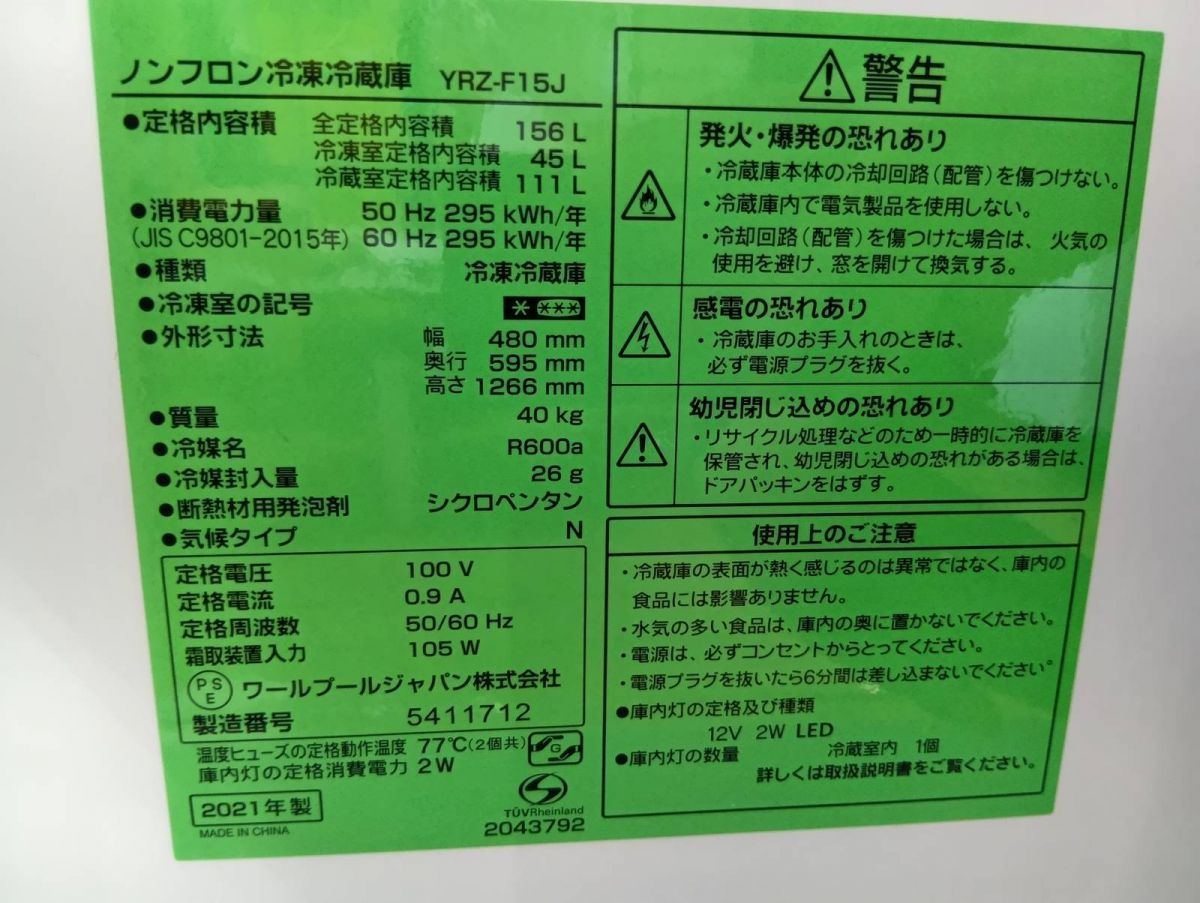 ノンフロン冷凍冷蔵庫 YRZ-F15J
●定格内容積 全定格内容積 156 L
冷凍室定格内容積 45 L
冷蔵室定格内容積 111 L
●消費電力量 50 Hz 295 kWh/年
(JIS C9801-2015年) 60 Hz 295 kWh/年
●種類 冷凍冷蔵庫
●冷凍室の記号 * ***
●外形寸法 幅 480 mm
奥行 595 mm
高さ 1266 mm
●質量 40 kg
●冷媒名 R600a
●冷媒封入量 26 g
●断熱材用発泡剤 シクロペンタン
●気候タイプ N
定格電圧 100 V
定格電流 0.9 A
定格周波数 50/60 Hz
霜取装置入力 105 W
PSE ワールプールジャパン株式会社
製造番号 5411712
温度ヒューズの定格動作温度 77℃(2個共) G
庫内灯の定格消費電力 2W
2021年製
MADE IN CHINA
TÜVRheinland
2043792
警告
発火・爆発の恐れあり
・冷蔵庫本体の冷却回路(配管)を傷つけない。
・冷蔵庫内で電気製品を使用しない。
・冷却回路(配管)を傷つけた場合は、火気の
使用を避け、窓を開けて換気する。
感電の恐れあり
・冷蔵庫のお手入れのときは、
必ず電源プラグを抜く。
幼児閉じ込めの恐れあり
・リサイクル処理などのため一時的に冷蔵庫を
保管され、幼児閉じ込めの恐れがある場合は、
ドアパッキンをはずす。
使用上のご注意
・冷蔵庫の表面が熱く感じるのは異常ではなく、庫内の
食品には影響ありません。
・水気の多い食品は、庫内の奥に置かないでください。
・電源は、必ずコンセントからとってください。
・電源プラグを抜いたら6分間は差し込まないでください。
●庫内灯の定格及び種類
12V 2W LED
●庫内灯の数量 冷蔵室内 1個
詳しくは取扱説明書をご覧ください。